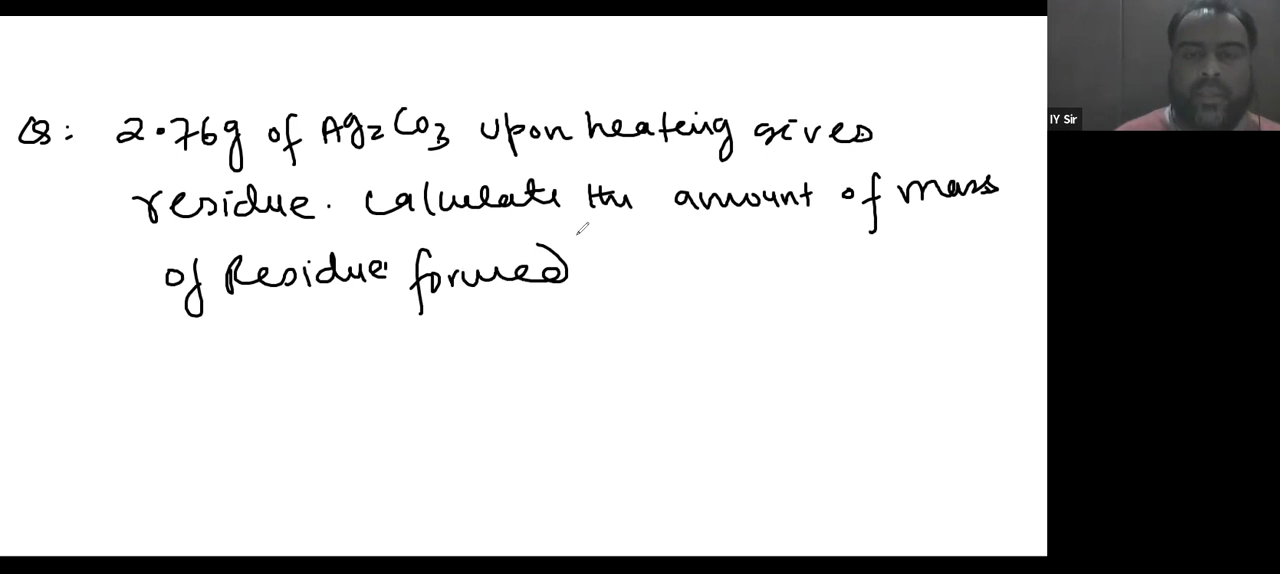 Q: 2.76g of Ag2CO3 upon heating gives
residue. Calculate the amount of mass
of Residue formed
IY Sir